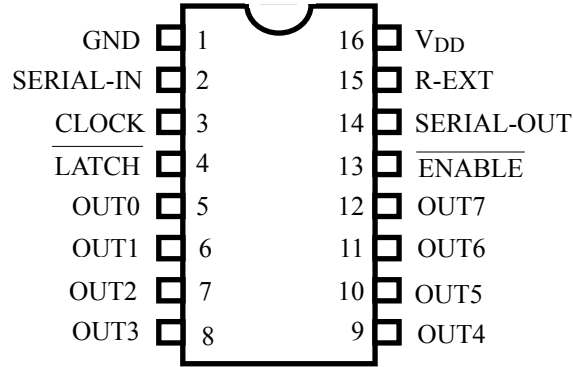 GND 1 16 VDD
SERIAL-IN 2 15 R-EXT
CLOCK 3 14 SERIAL-OUT
LATCH 4 13 ENABLE
OUT0 5 12 OUT7
OUT1 6 11 OUT6
OUT2 7 10 OUT5
OUT3 8 9 OUT4